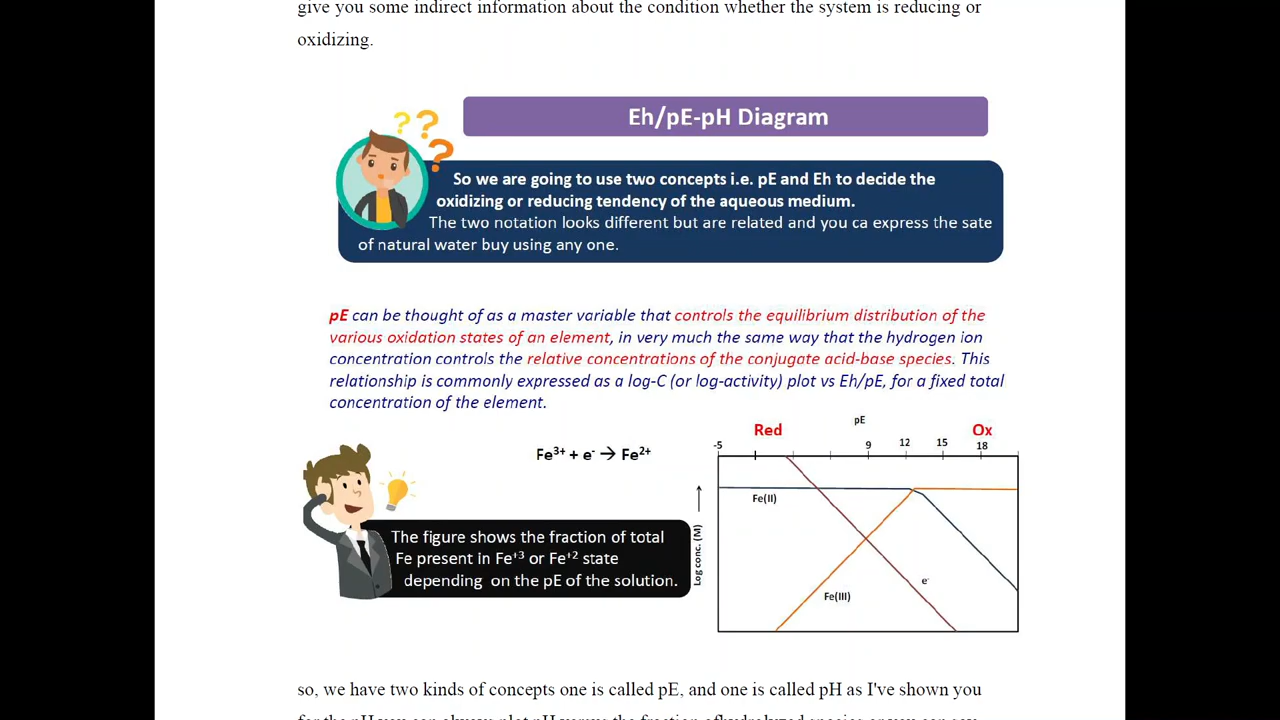 give you some indirect information about the condition whether the system is reducing or
oxidizing.
? ? ?
Eh/pE-pH Diagram
So we are going to use two concepts i.e. pE and Eh to decide the
oxidizing or reducing tendency of the aqueous medium.
The two notation looks different but are related and you ca express the sate
of natural water buy using any one.
pE can be thought of as a master variable that controls the equilibrium distribution of the
various oxidation states of an element, in very much the same way that the hydrogen ion
concentration controls the relative concentrations of the conjugate acid-base species. This
relationship is commonly expressed as a log-C (or log-activity) plot vs Eh/pE, for a fixed total
concentration of the element.
Fe3+ + e- → Fe2+
The figure shows the fraction of total
Fe present in Fe+3 or Fe+2 state
depending on the pE of the solution.
pE
Red Ox
-5 9 12 15 18
Fe(II)
Log conc. (M)
e-
Fe(III)
so, we have two kinds of concepts one is called pE, and one is called pH as I've shown you